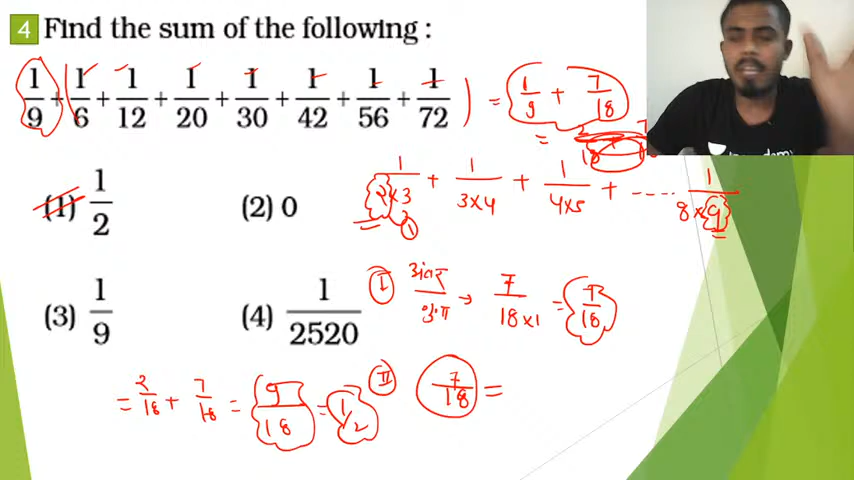 4 Find the sum of the following :
1/9 + ( 1/6 + 1/12 + 1/20 + 1/30 + 1/42 + 1/56 + 1/72 ) = 1/9 + 7/18
=
(1) 1/2 (2) 0
1/2×3 + 1/3×4 + 1/4×5 + ..... 1/8×9
1
(3) 1/9 (4) 1/2520
I अंतर/गुणा → 7/18×1 = 7/18
= 2/18 + 7/18 = 9/18 = 1/2
II 7/18 =